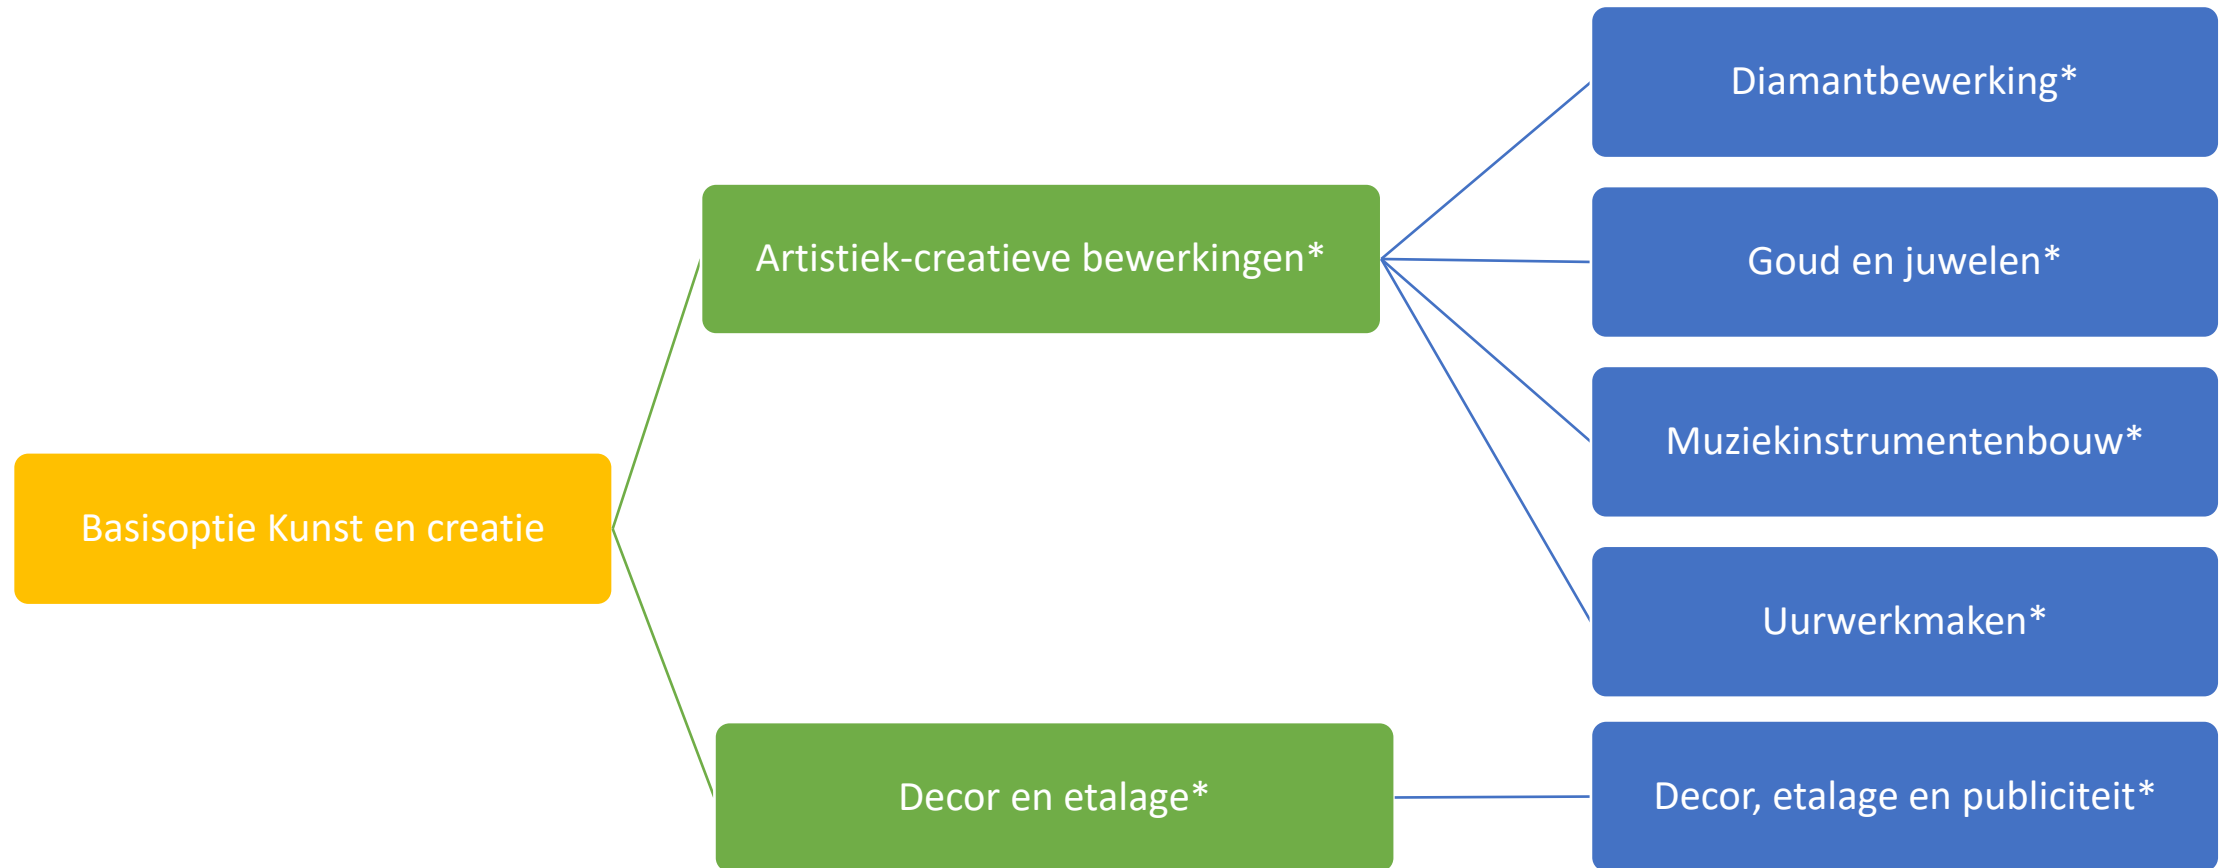 Diamantbewerking*
Artistiek-creatieve bewerkingen*
Goud en juwelen*
Muziekinstrumentenbouw*
Basisoptie Kunst en creatie
Uurwerkmaken*
Decor en etalage*
Decor, etalage en publiciteit*